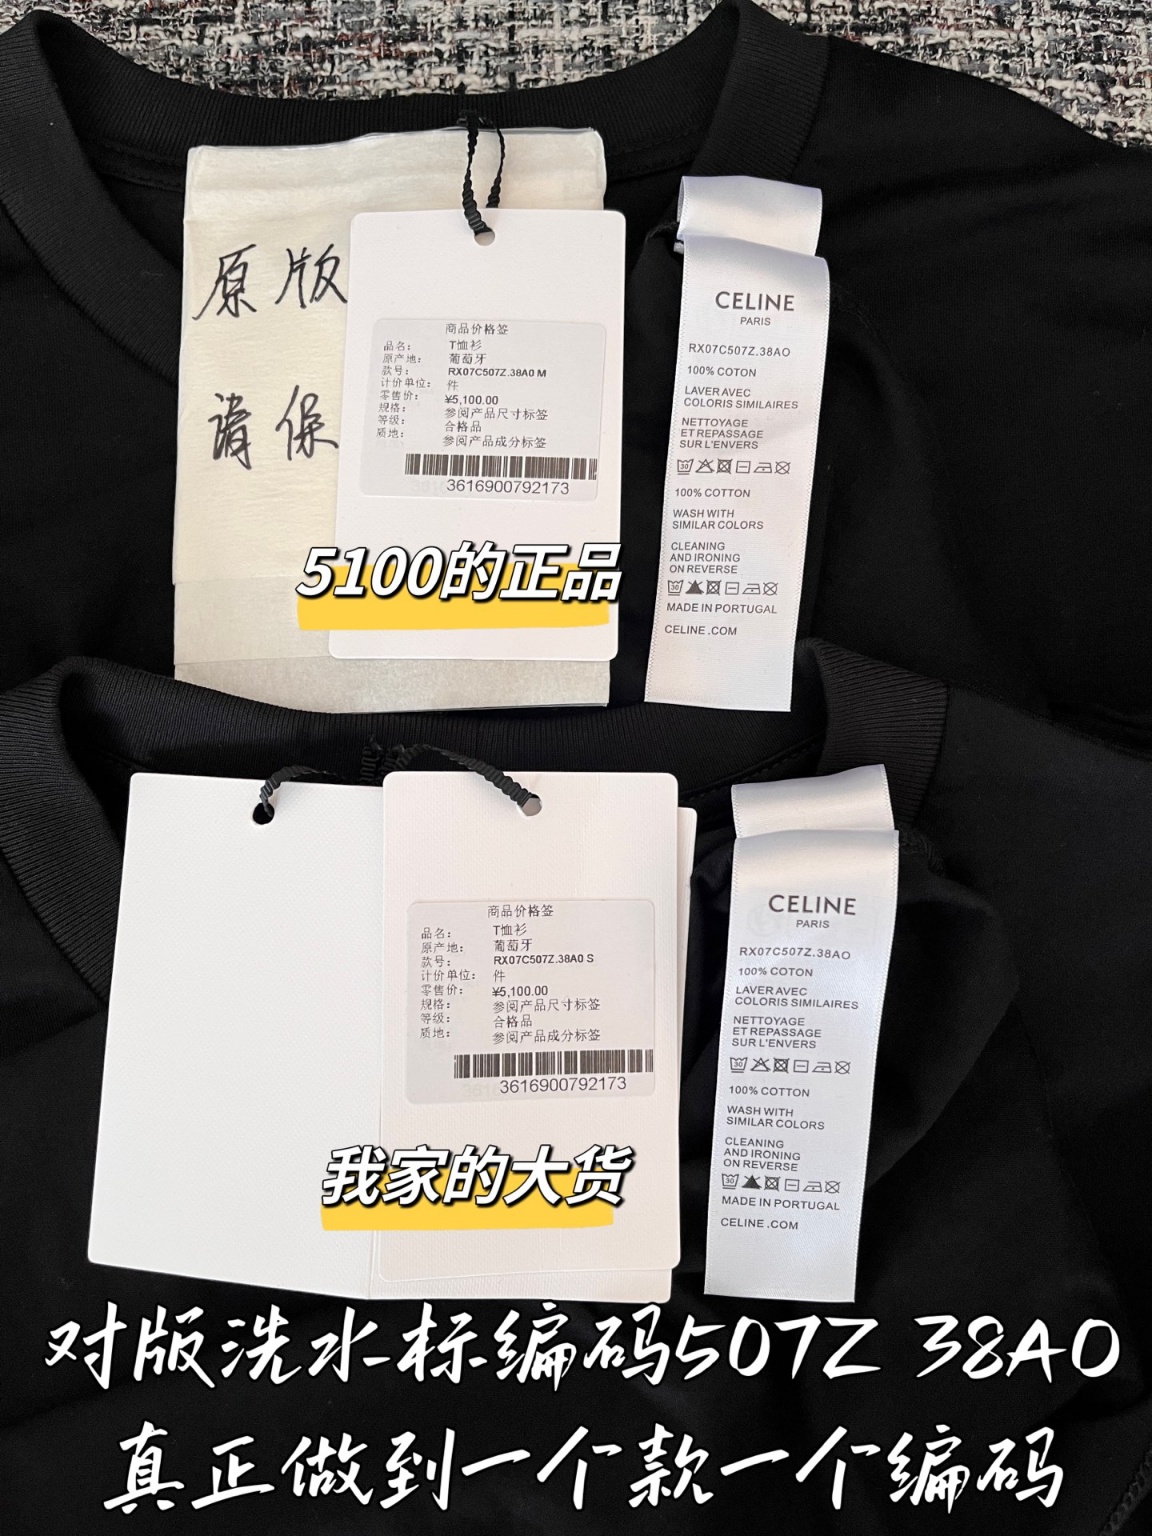 原版
请保
商品价格签
品名: T恤衫
原产地: 葡萄牙
款号: RX07C507Z.38A0 M
计价单位: 件
零售价: ¥5,100.00
规格: 参阅产品尺寸标签
等级: 合格品
质地: 参阅产品成分标签
3616900792173
5100的正品
CELINE
PARIS
RX07C507Z.38AO
100% COTON
LAVER AVEC
COLORIS SIMILAIRES
NETTOYAGE
ET REPASSAGE
SUR L'ENVERS
30
100% COTTON
WASH WITH
SIMILAR COLORS
CLEANING
AND IRONING
ON REVERSE
30
MADE IN PORTUGAL
CELINE.COM
商品价格签
品名: T恤衫
原产地: 葡萄牙
款号: RX07C507Z.38A0 S
计价单位: 件
零售价: ¥5,100.00
规格: 参阅产品尺寸标签
等级: 合格品
质地: 参阅产品成分标签
3616900792173
我家的大货
CELINE
PARIS
RX07C507Z.38AO
100% COTON
LAVER AVEC
COLORIS SIMILAIRES
NETTOYAGE
ET REPASSAGE
SUR L'ENVERS
30
100% COTTON
WASH WITH
SIMILAR COLORS
CLEANING
AND IRONING
ON REVERSE
30
MADE IN PORTUGAL
CELINE.COM
对版洗水标编码507Z 38A0
真正做到一个款一个编码